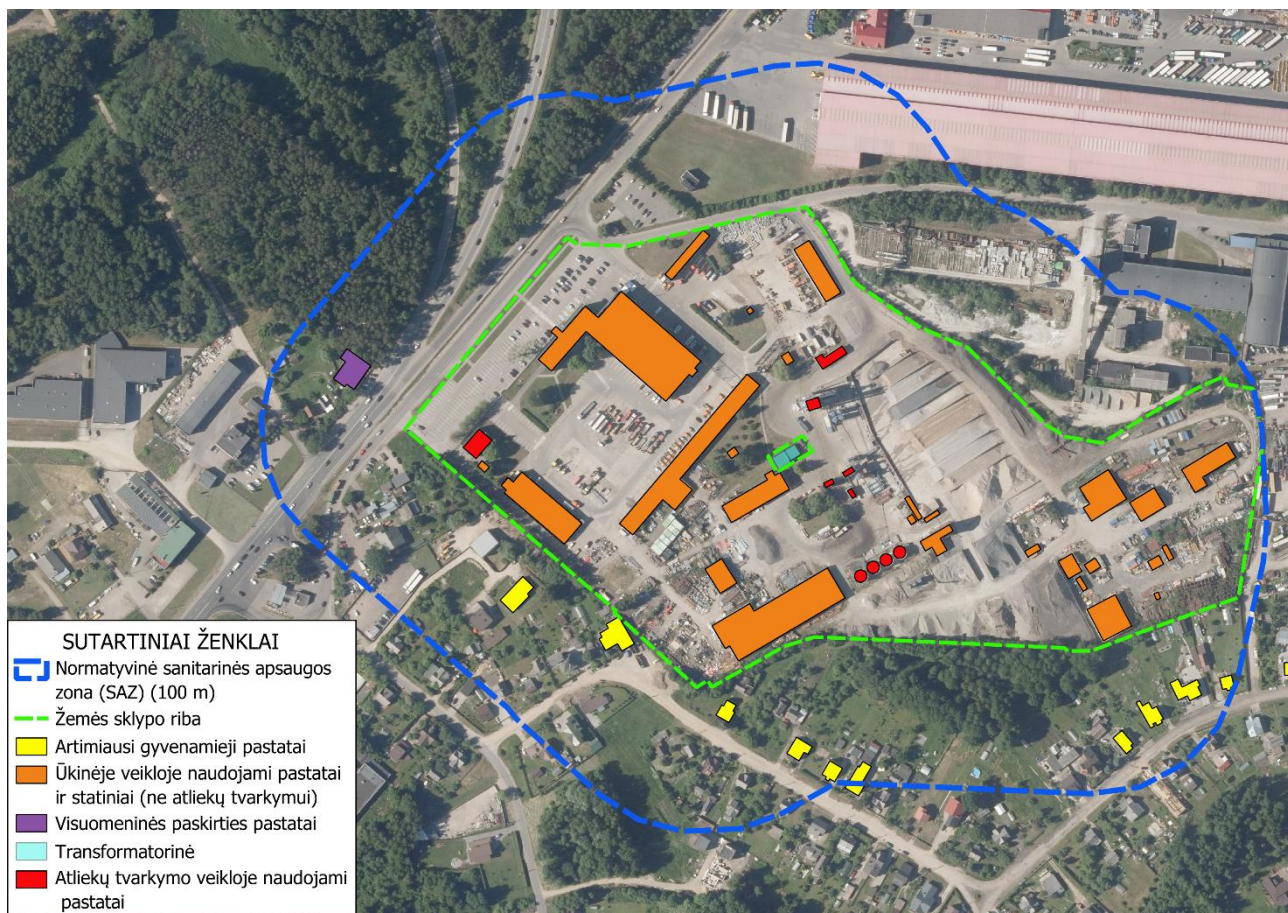 SUTARTINIAI ŽENKLAI
Normatyvinė sanitarinės apsaugos
zona (SAZ) (100 m)
Žemės sklypo riba
Artimiausi gyvenamieji pastatai
Ūkinėje veikloje naudojami pastatai
ir statiniai (ne atliekų tvarkymui)
Visuomeninės paskirties pastatai
Transformatorinė
Atliekų tvarkymo veikloje naudojami
pastatai